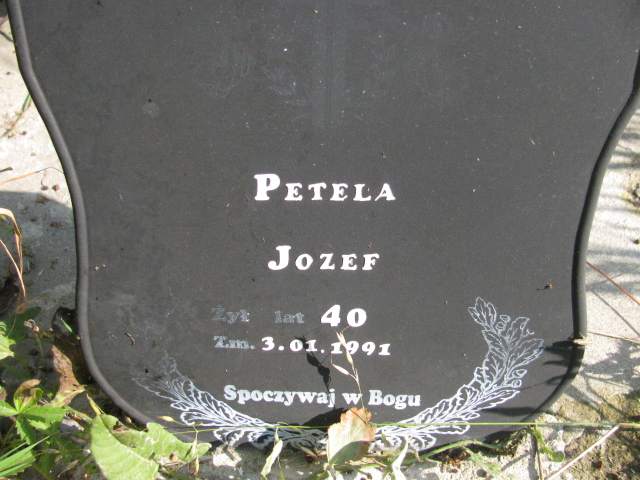 PETELA
JOZEF
Żył lat 40
Zm. 3.01.1991
Spoczywaj w Bogu